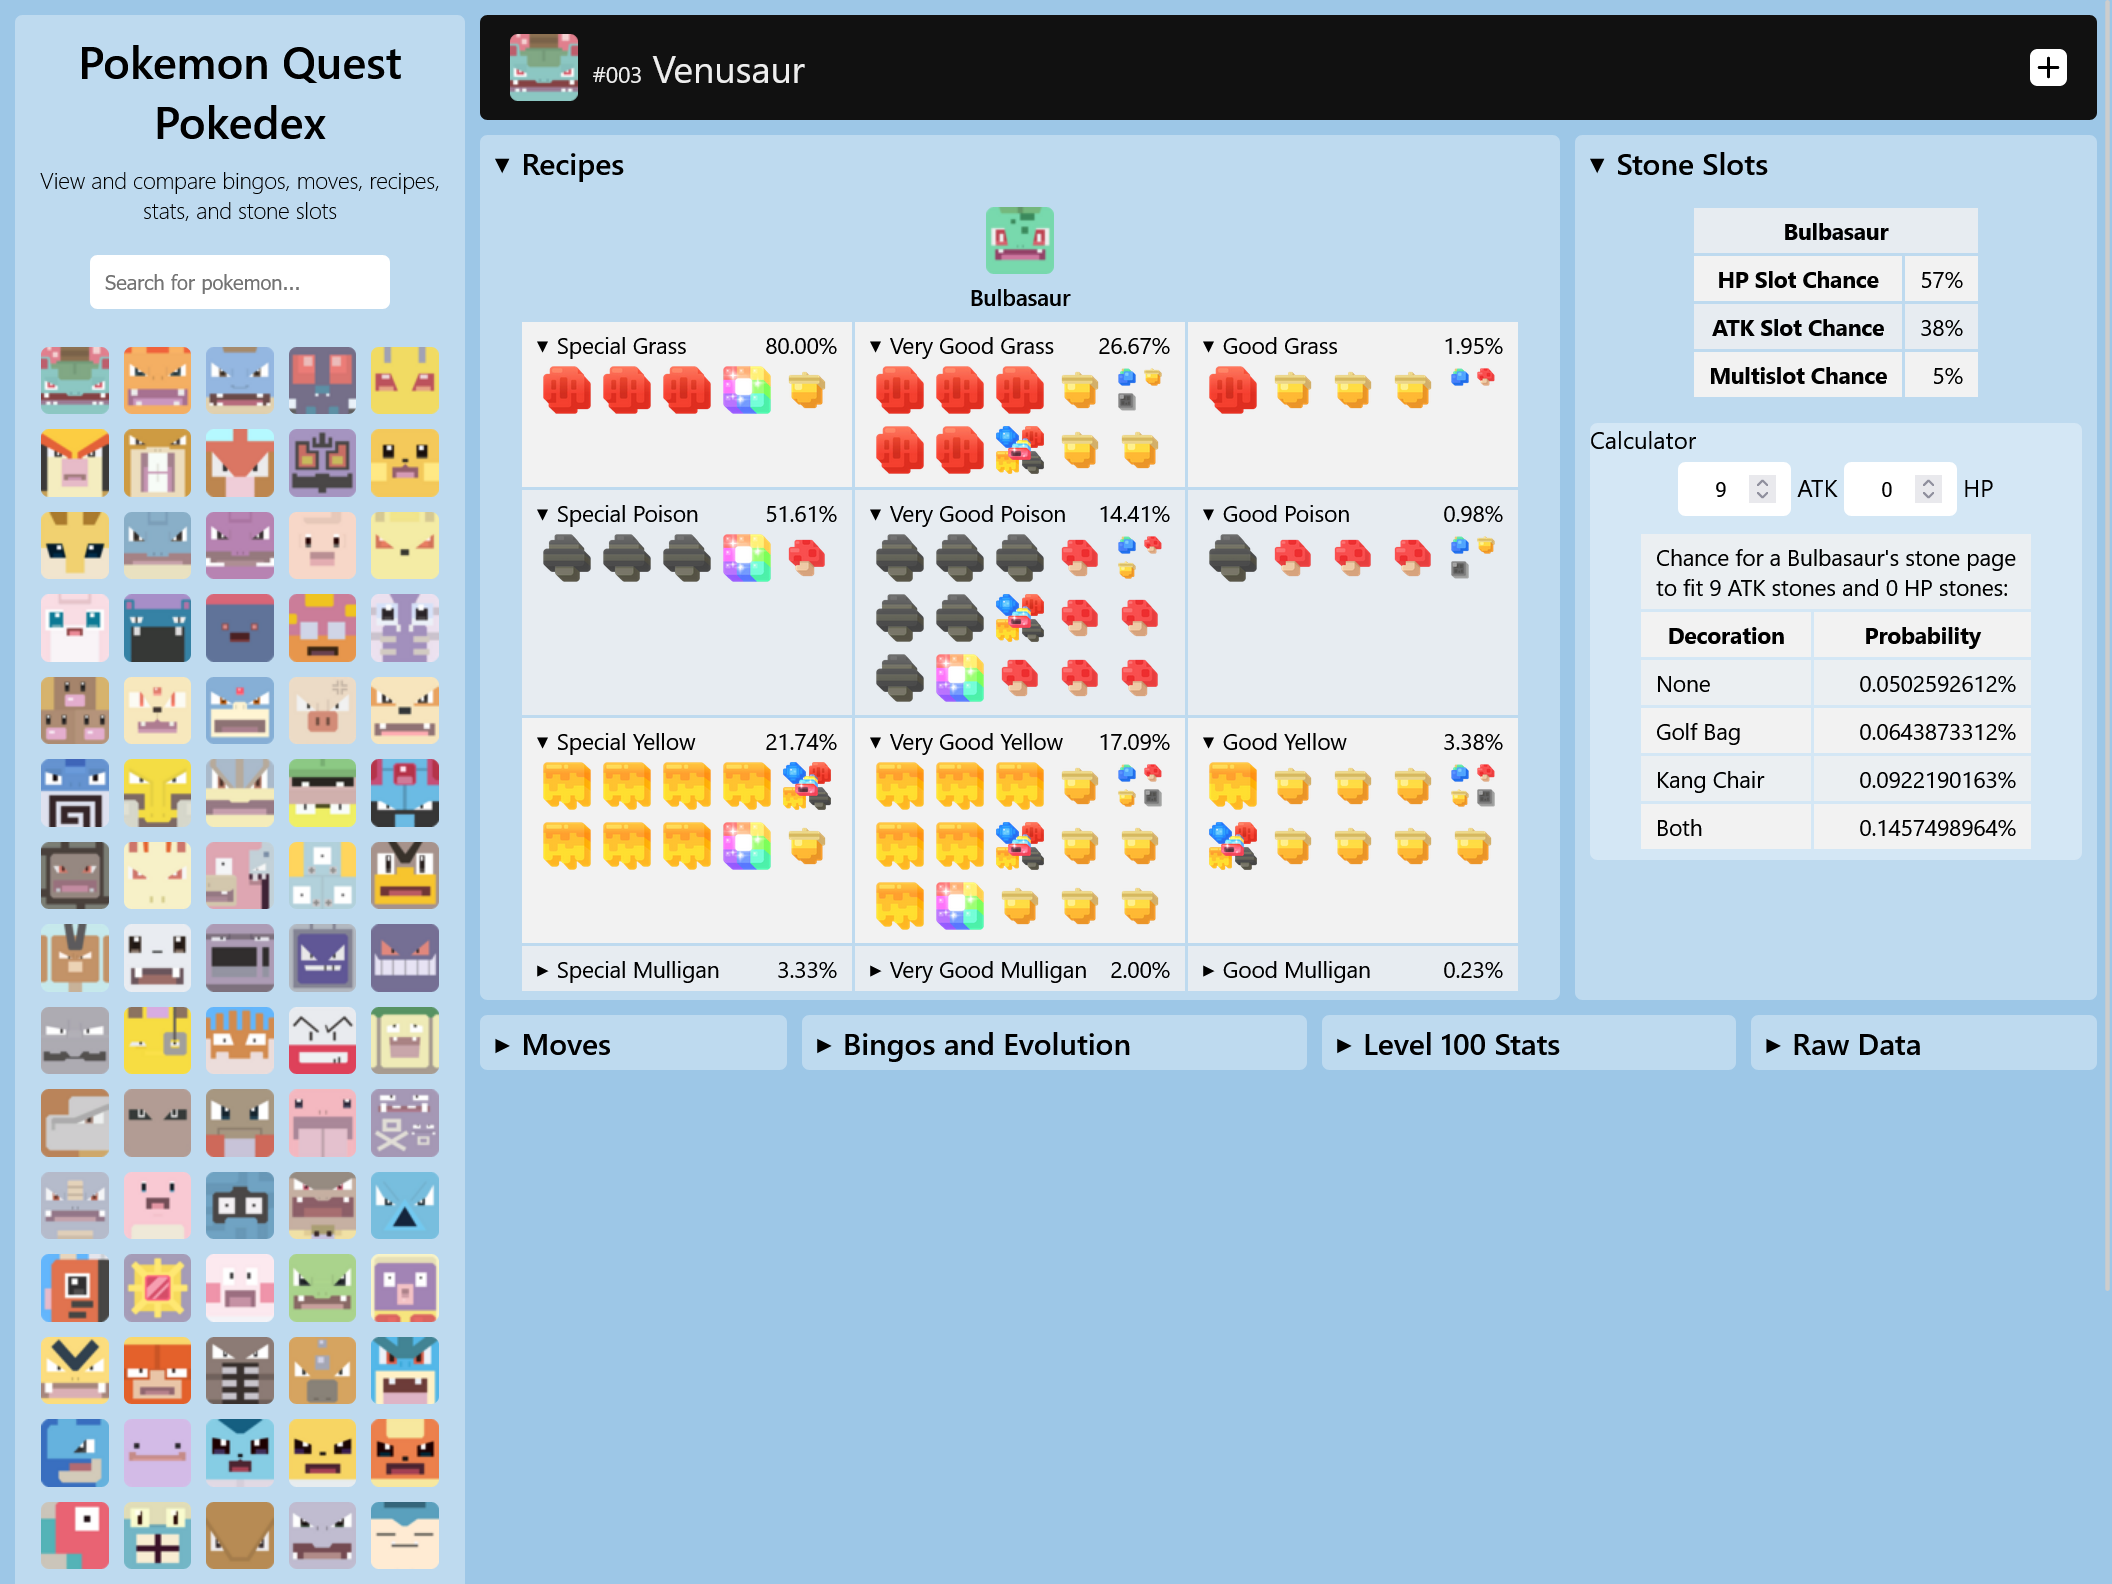 Pokemon Quest
Pokedex
View and compare bingos, moves, recipes,
stats, and stone slots
Search for pokemon...
#003 Venusaur
▼ Recipes
Bulbasaur
▼ Special Grass 80.00%
▼ Very Good Grass 26.67%
▼ Good Grass 1.95%
▼ Special Poison 51.61%
▼ Very Good Poison 14.41%
▼ Good Poison 0.98%
▼ Special Yellow 21.74%
▼ Very Good Yellow 17.09%
▼ Good Yellow 3.38%
► Special Mulligan 3.33%
► Very Good Mulligan 2.00%
► Good Mulligan 0.23%
▼ Stone Slots
Bulbasaur
HP Slot Chance 57%
ATK Slot Chance 38%
Multislot Chance 5%
Calculator
9 ATK 0 HP
Chance for a Bulbasaur's stone page
to fit 9 ATK stones and 0 HP stones:
Decoration Probability
None 0.0502592612%
Golf Bag 0.0643873312%
Kang Chair 0.0922190163%
Both 0.1457498964%
► Moves
► Bingos and Evolution
► Level 100 Stats
► Raw Data